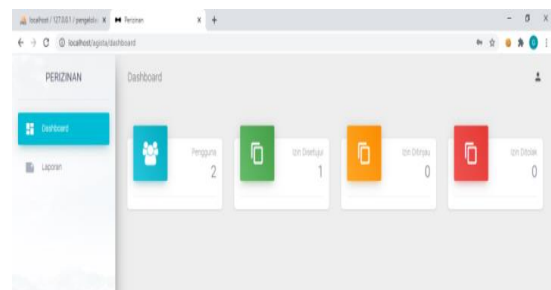 localhost / 127.0.0.1 / pengelola
Perizinan
localhost/agista/dashboard
PERIZINAN
Dashboard
Dashboard
Laporan
Pengguna
2
Izin Disetujui
1
Izin Ditinjau
0
Izin Ditolak
0